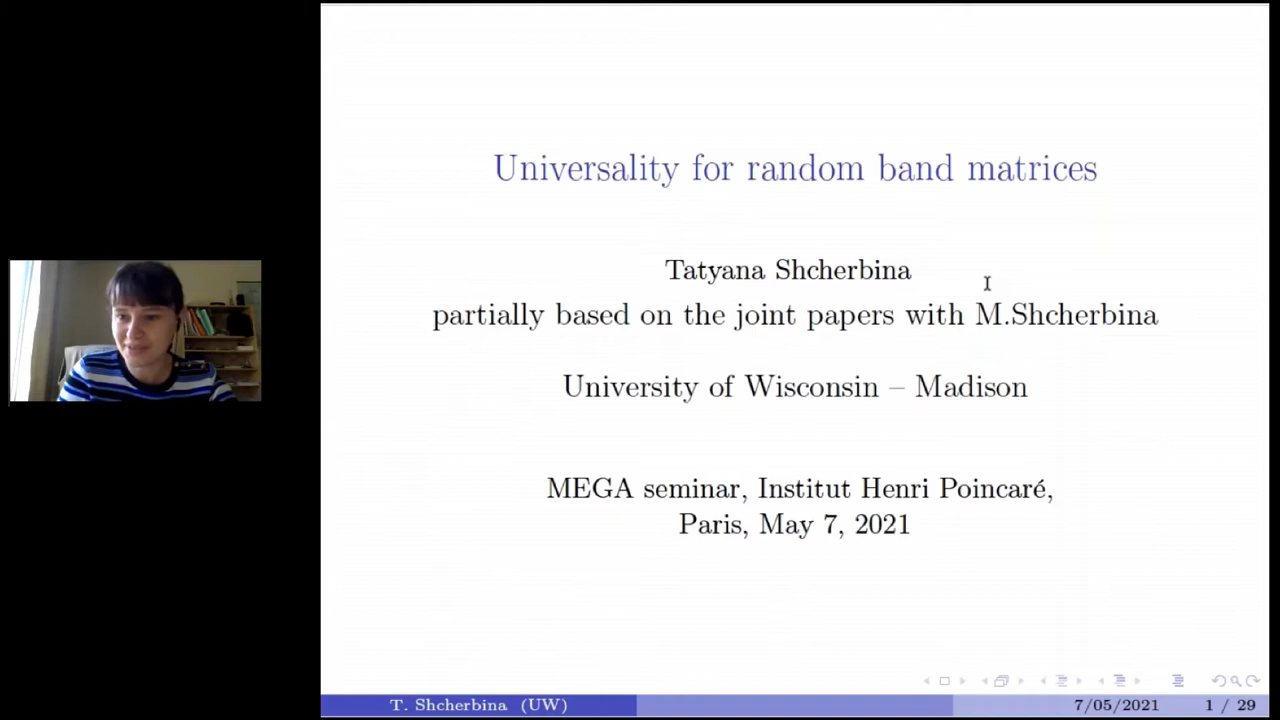 Universality for random band matrices
Tatyana Shcherbina
partially based on the joint papers with M.Shcherbina
University of Wisconsin – Madison
MEGA seminar, Institut Henri Poincaré,
Paris, May 7, 2021
T. Shcherbina (UW)
7/05/2021
1 / 29